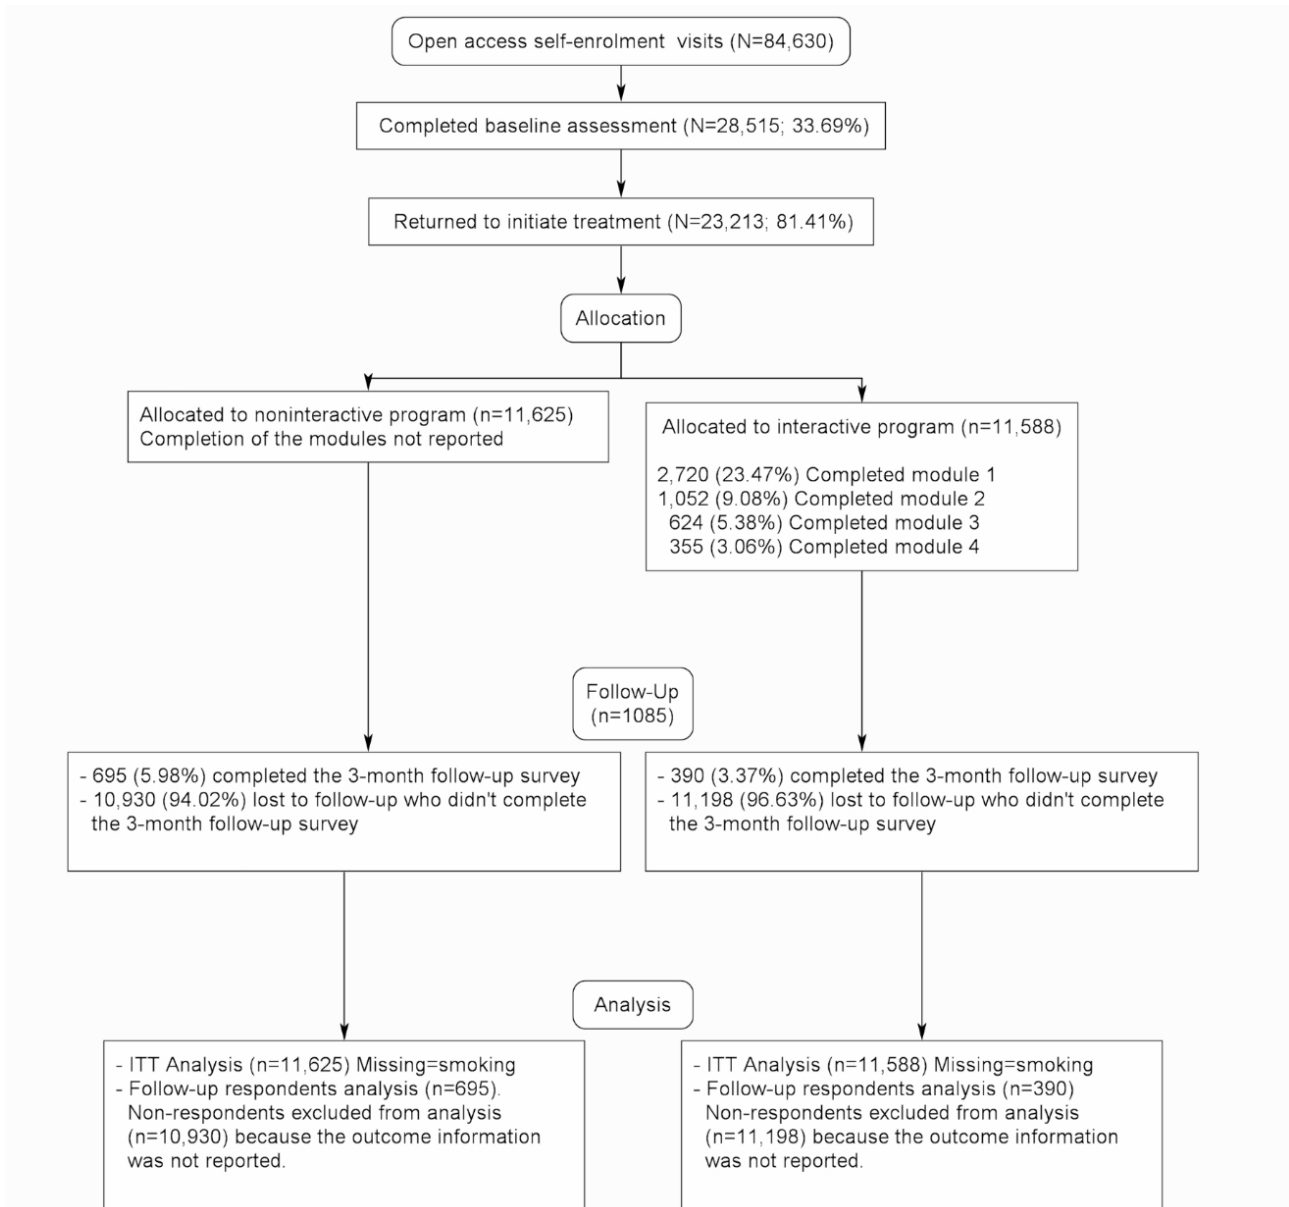 Open access self-enrolment visits (N=84,630)
Completed baseline assessment (N=28,515; 33.69%)
Returned to initiate treatment (N=23,213; 81.41%)
Allocation
Allocated to noninteractive program (n=11,625)
Completion of the modules not reported
Allocated to interactive program (n=11,588)
2,720 (23.47%) Completed module 1
1,052 (9.08%) Completed module 2
624 (5.38%) Completed module 3
355 (3.06%) Completed module 4
Follow-Up
(n=1085)
- 695 (5.98%) completed the 3-month follow-up survey
- 10,930 (94.02%) lost to follow-up who didn't complete
the 3-month follow-up survey
- 390 (3.37%) completed the 3-month follow-up survey
- 11,198 (96.63%) lost to follow-up who didn't complete
the 3-month follow-up survey
Analysis
- ITT Analysis (n=11,625) Missing=smoking
- Follow-up respondents analysis (n=695).
Non-respondents excluded from analysis
(n=10,930) because the outcome information
was not reported.
- ITT Analysis (n=11,588) Missing=smoking
- Follow-up respondents analysis (n=390)
Non-respondents excluded from analysis
(n=11,198) because the outcome information
was not reported.